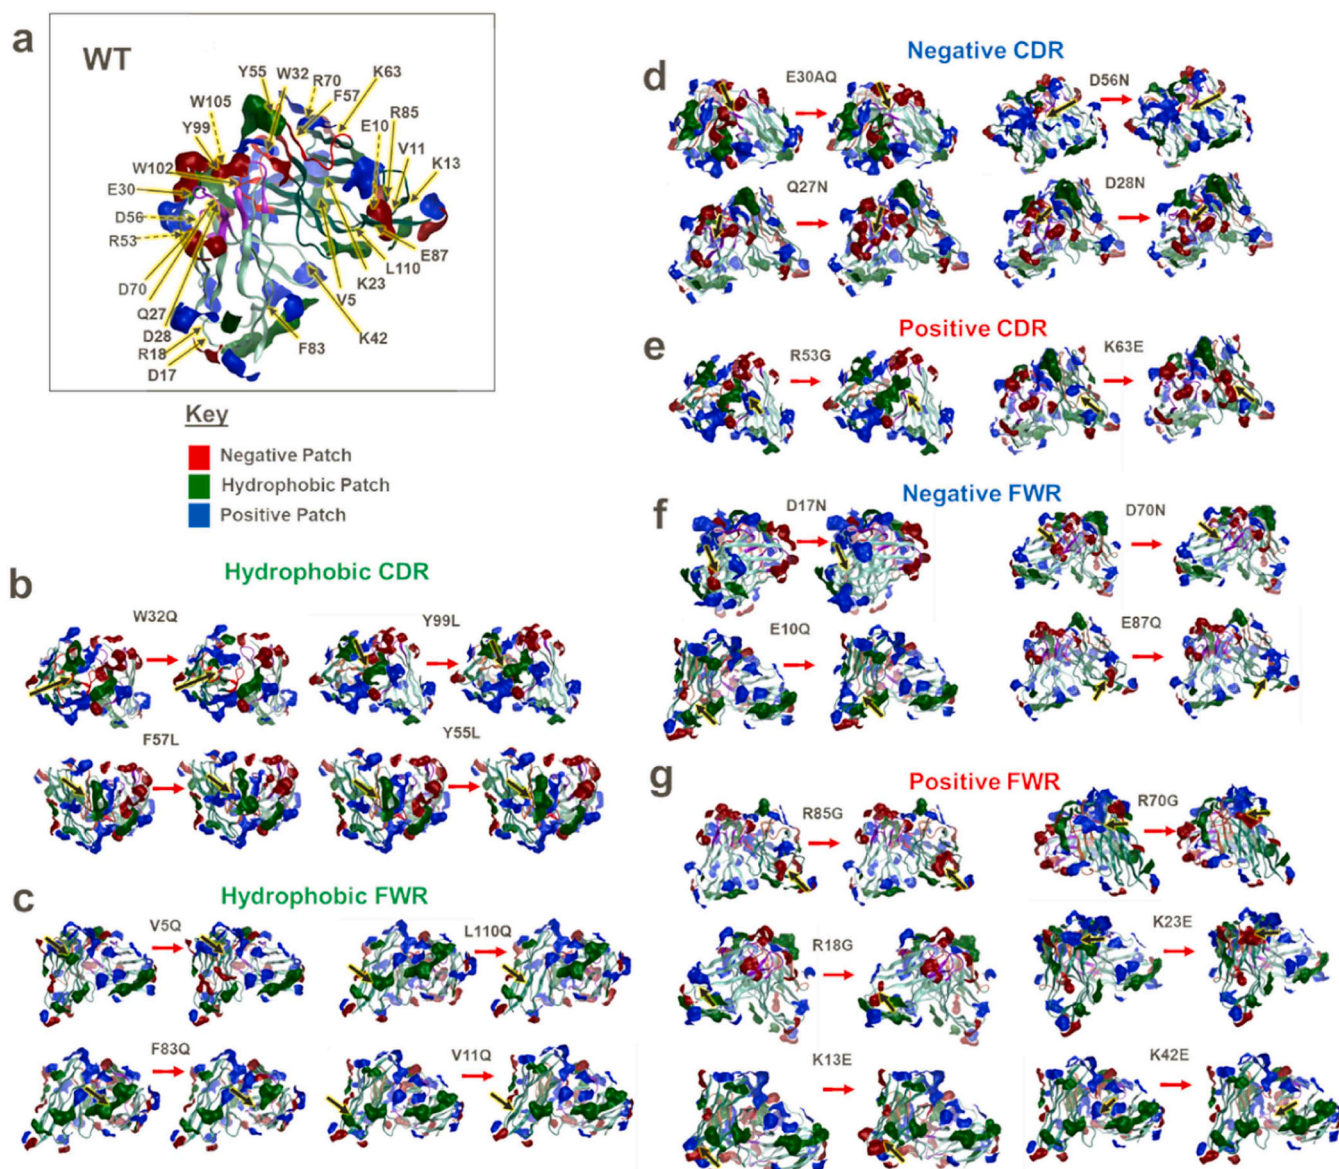 a
WT
Y55
W32
R70
F57
K63
W105
Y99
E10
R85
V11
K13
W102
E30
D56
R53
D70
Q27
D28
R18
D17
F83
K42
V5
K23
L110
E87
Key
Negative Patch
Hydrophobic Patch
Positive Patch
b
Hydrophobic CDR
W32Q
Y99L
F57L
Y55L
c
Hydrophobic FWR
V5Q
L110Q
F83Q
V11Q
d
Negative CDR
E30AQ
D56N
Q27N
D28N
e
Positive CDR
R53G
K63E
f
Negative FWR
D17N
D70N
E10Q
E87Q
g
Positive FWR
R85G
R70G
R18G
K23E
K13E
K42E